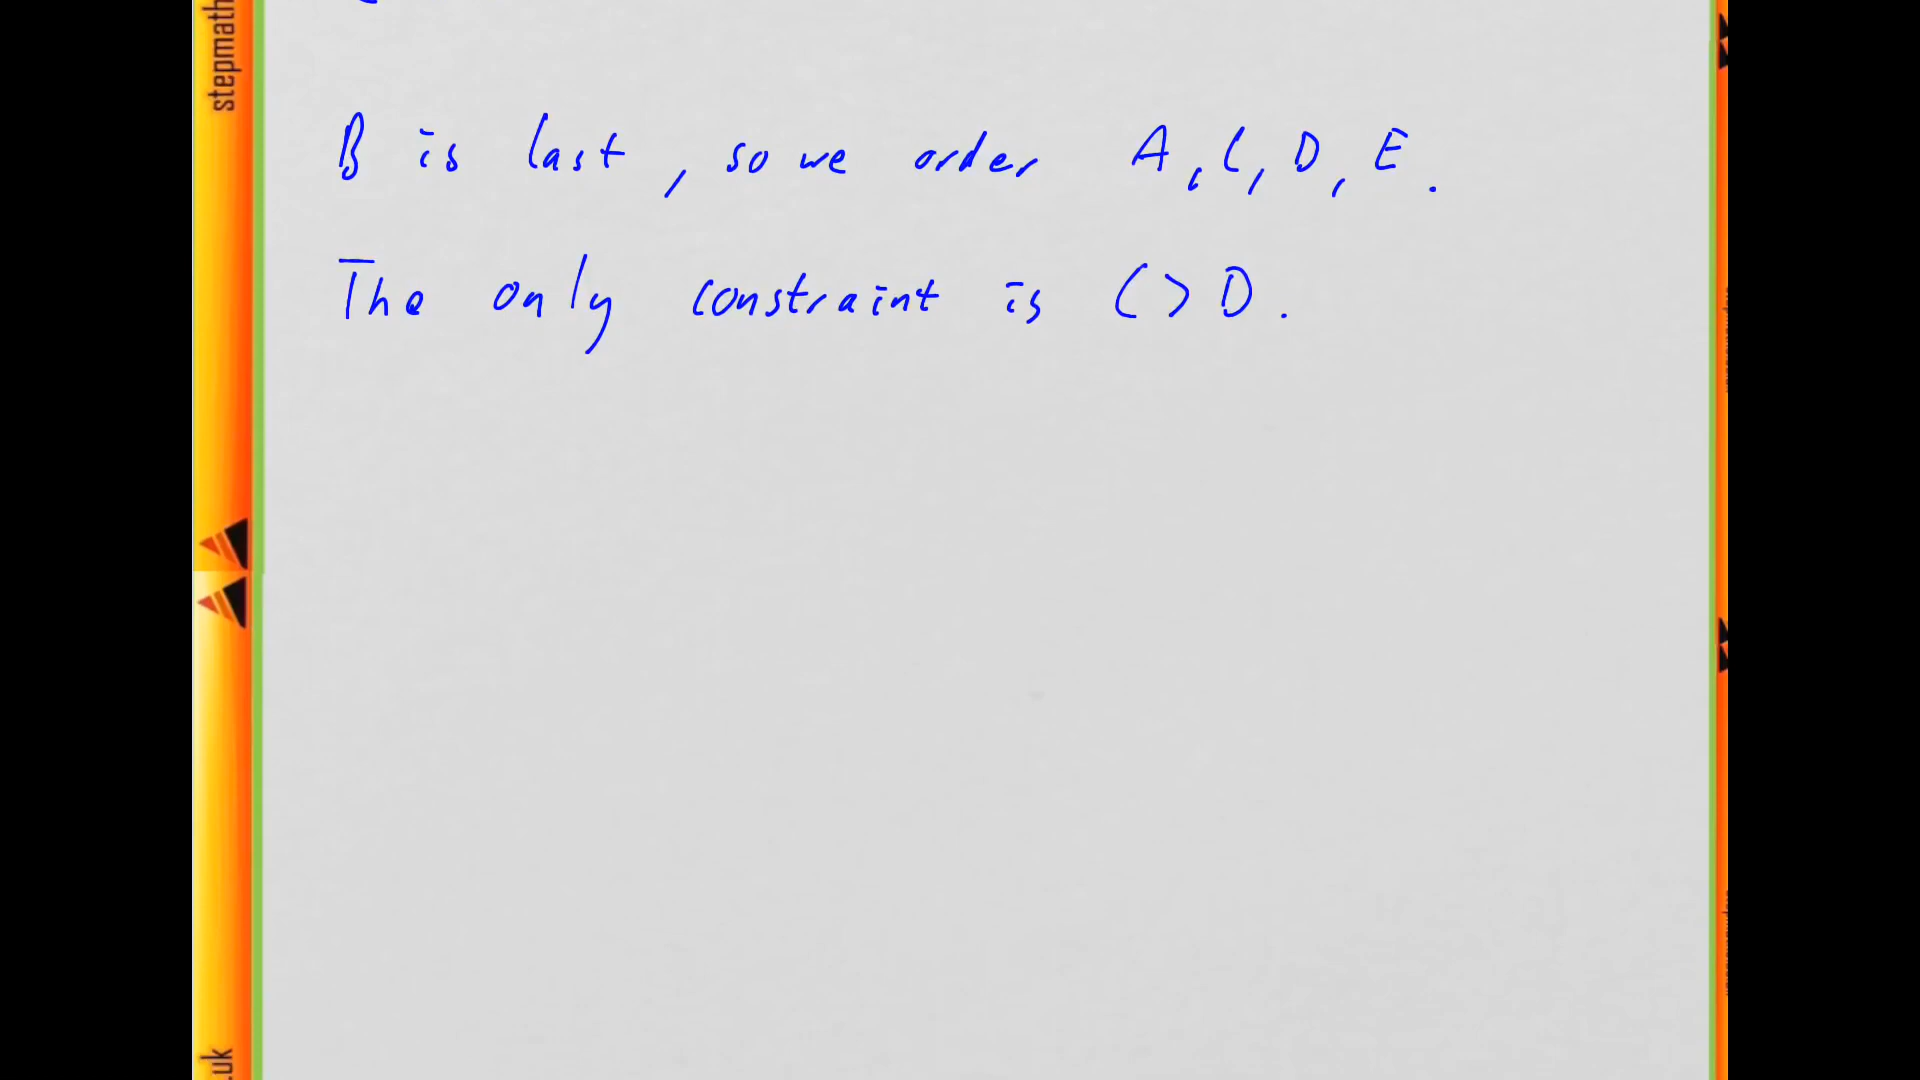 stepmath
B is last, so we order A, C, D, E.
The only constraint is C > D.
.uk